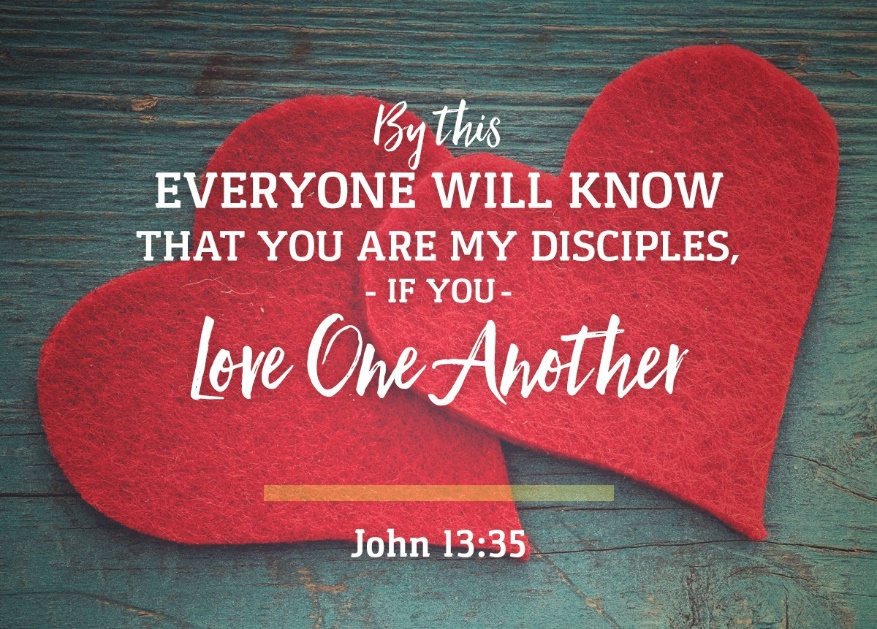 By this
EVERYONE WILL KNOW
THAT YOU ARE MY DISCIPLES,
- IF YOU -
Love One Another
John 13:35